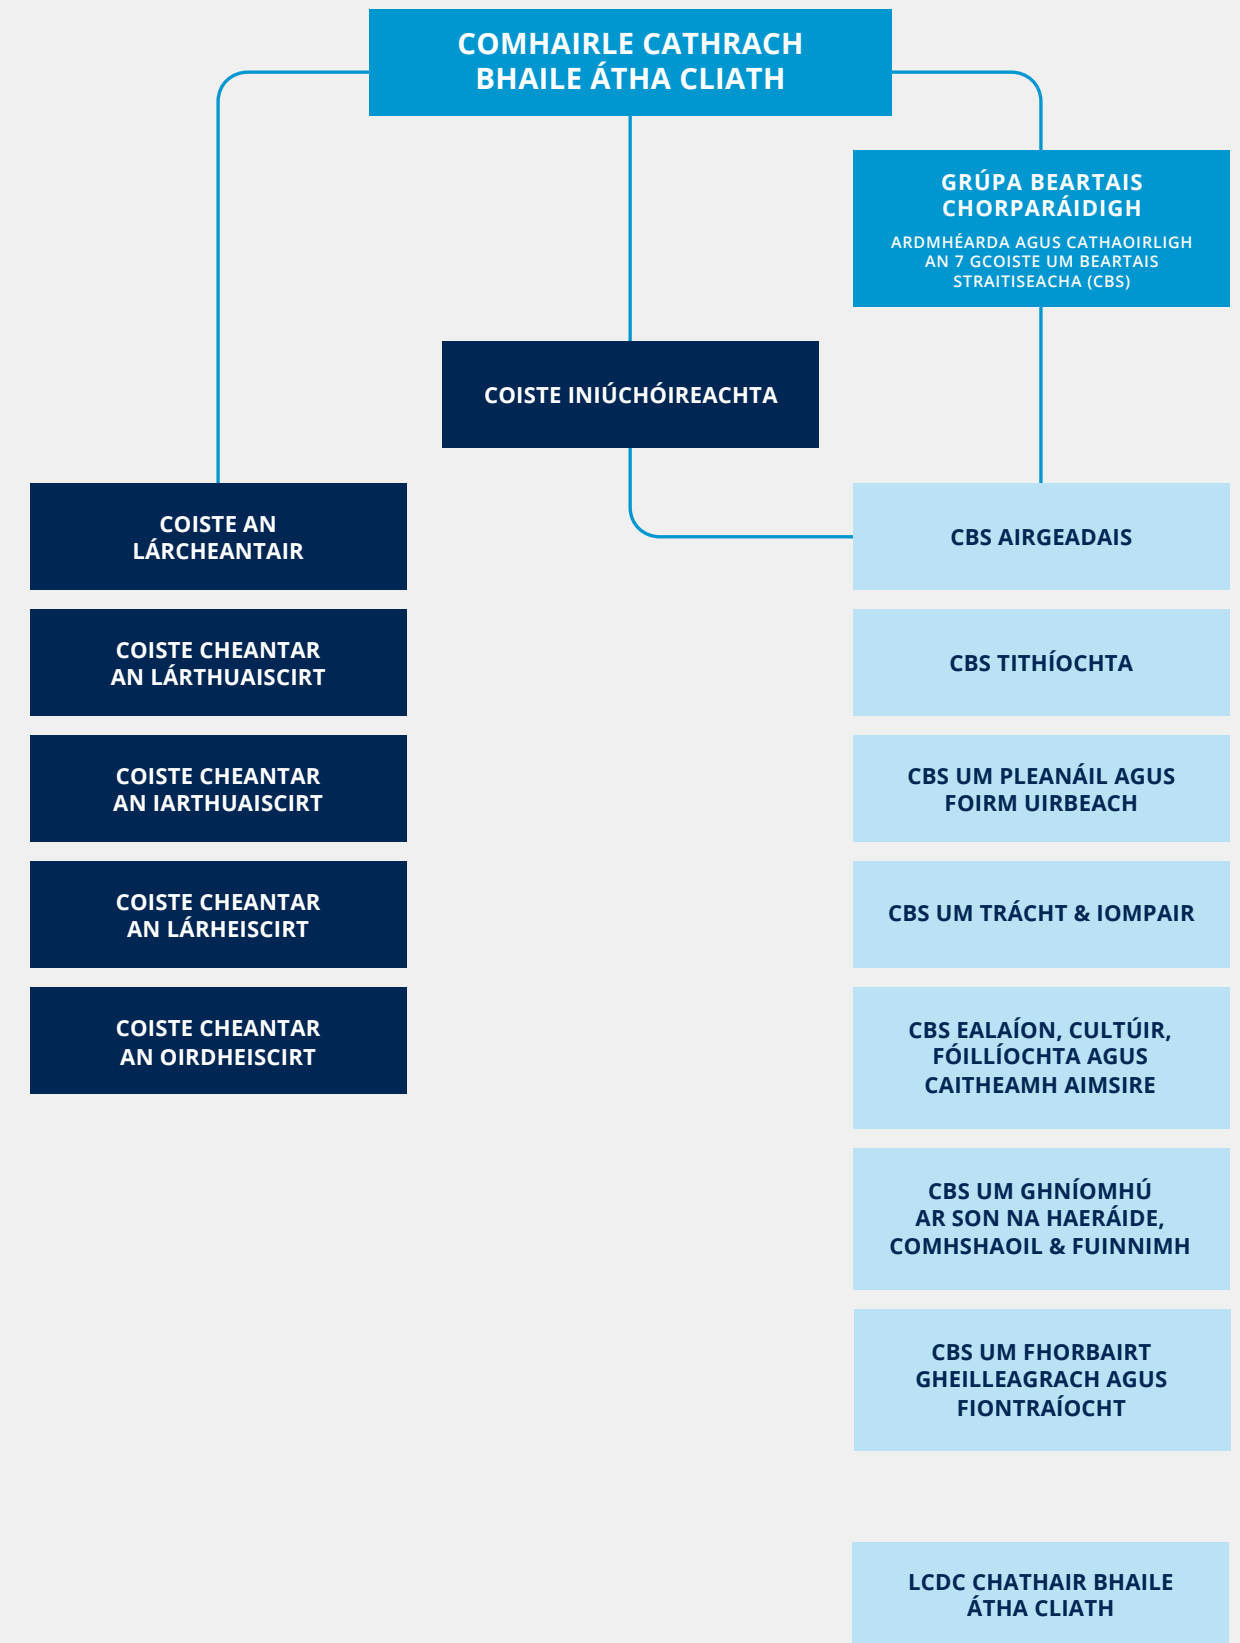 COMHAIRLE CATHRACH
BHAILE ÁTHA CLIATH
GRÚPA BEARTAIS
CHORPARÁIDIGH
ARDMHÉARDA AGUS CATHAOIRLIGH
AN 7 GCOISTE UM BEARTAIS
STRAITISEACHA (CBS)
COISTE INIÚCHÓIREACHTA
COISTE AN
LÁRCHEANTAIR
COISTE CHEANTAR
AN LÁRTHUAISCIRT
COISTE CHEANTAR
AN IARTHUAISCIRT
COISTE CHEANTAR
AN LÁRHEISCIRT
COISTE CHEANTAR
AN OIRDHEISCIRT
CBS AIRGEADAIS
CBS TITHÍOCHTA
CBS UM PLEANÁIL AGUS
FOIRM UIRBEACH
CBS UM TRÁCHT & IOMPAIR
CBS EALAÍON, CULTÚIR,
FÓILLÍOCHTA AGUS
CAITHEAMH AIMSIRE
CBS UM GHNÍOMHÚ
AR SON NA HAERÁIDE,
COMHSHAOIL & FUINNIMH
CBS UM FHORBAIRT
GHEILLEAGRACH AGUS
FIONTRAÍOCHT
LCDC CHATHAIR BHAILE
ÁTHA CLIATH